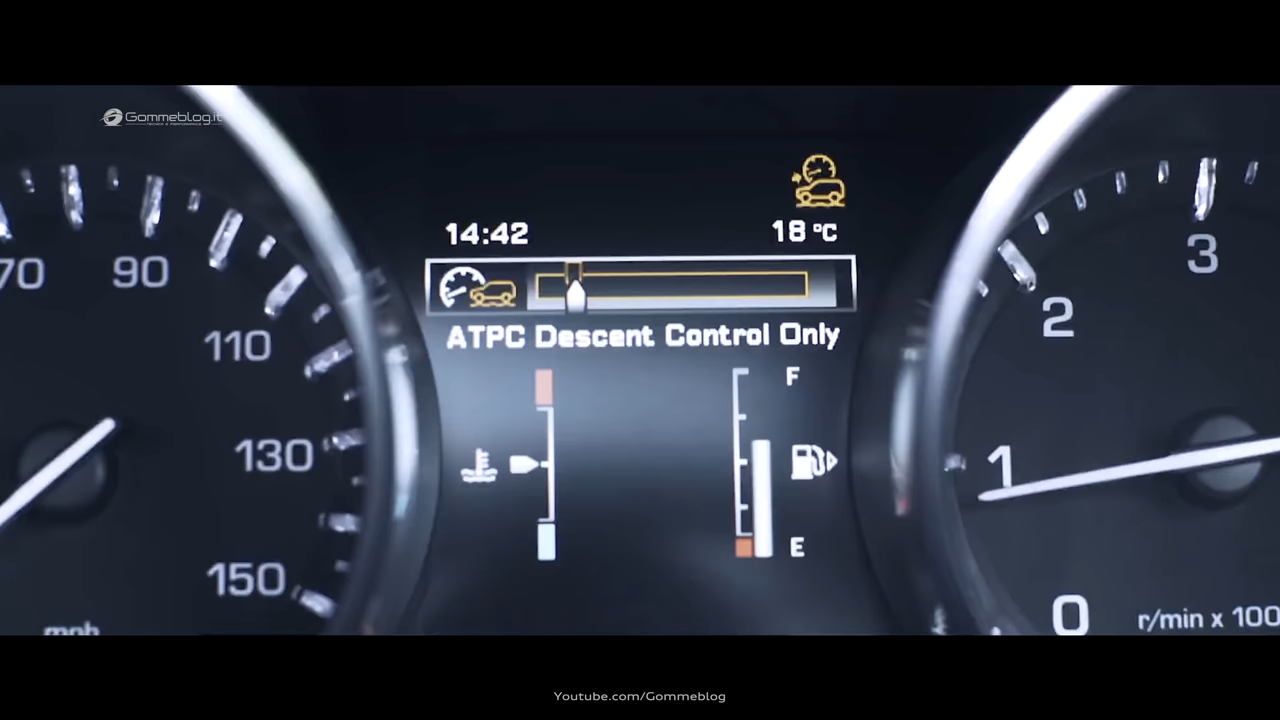 Gommeblog.it
14:42
18 °C
ATPC Descent Control Only
70
90
110
130
150
mph
F
E
3
2
1
0
r/min x 100
Youtube.com/Gommeblog